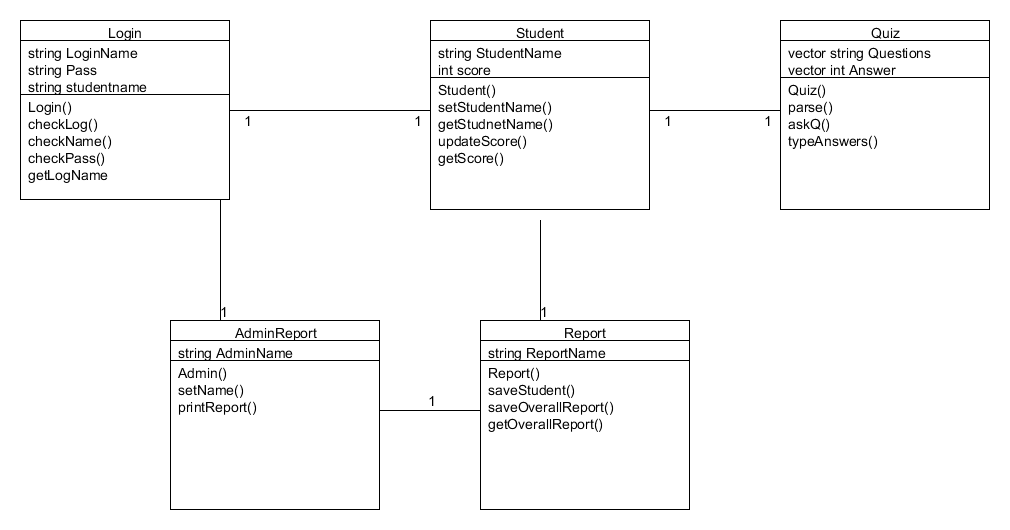 Login
string LoginName
string Pass
string studentname
Login()
checkLog()
checkName()
checkPass()
getLogName
1
1
Student
string StudentName
int score
Student()
setStudentName()
getStudnetName()
updateScore()
getScore()
1
1
Quiz
vector string Questions
vector int Answer
Quiz()
parse()
askQ()
typeAnswers()
1
1
AdminReport
string AdminName
Admin()
setName()
printReport()
1
Report
string ReportName
Report()
saveStudent()
saveOverallReport()
getOverallReport()